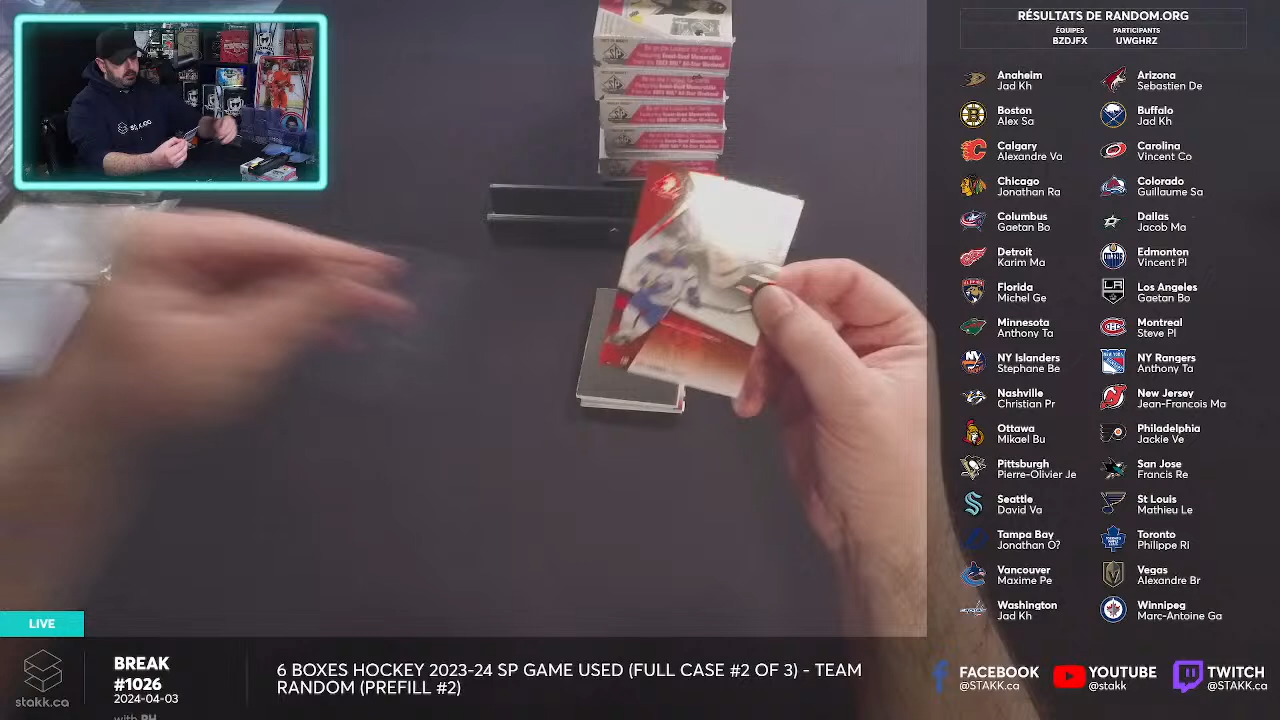 RÉSULTATS DE RANDOM.ORG
ÉQUIPES
BZDJFX
PARTICIPANTS
UWGHRZ
Anaheim
Jad Kh
Arizona
Jackie Ve
Boston
Alex Bo
Buffalo
Jad Kh
Calgary
Alexandre Va
Caroline
Vincent Co
Chicago
Jonathan Ra
Colorado
Guillaume Sa
Columbus
Gaetan Bo
Dallas
Jacob Ma
Detroit
Karim Ma
Edmonton
Vincent Pl
Florida
Michel Ge
Los Angeles
Gaetan Bo
Minnesota
Anthony Ta
Montreal
Steve Pi
NY Islanders
Stephane Be
NY Rangers
Anthony Ta
Nashville
Christian Pr
New Jersey
Jean-Francois Ma
Ottawa
Mikael Bu
Philadelphia
Jackie Ve
Pittsburgh
Pierre-Olivier Je
San Jose
Francis Re
Seattle
David Va
St Louis
Mathieu Le
Tampa Bay
Jonathan O?
Toronto
Philippe Ri
Vancouver
Maxime Pe
Vegas
Alexandre Br
Washington
Jad Kh
Winnipeg
Marc-Antoine Ga
LIVE
stakk.ca
BREAK
#1026
2024-04-03
with PH
6 BOXES HOCKEY 2023-24 SP GAME USED (FULL CASE #2 OF 3) - TEAM
RANDOM (PREFILL #2)
FACEBOOK
@STAKK.ca
YOUTUBE
@stakk
TWITCH
@STAKK.ca